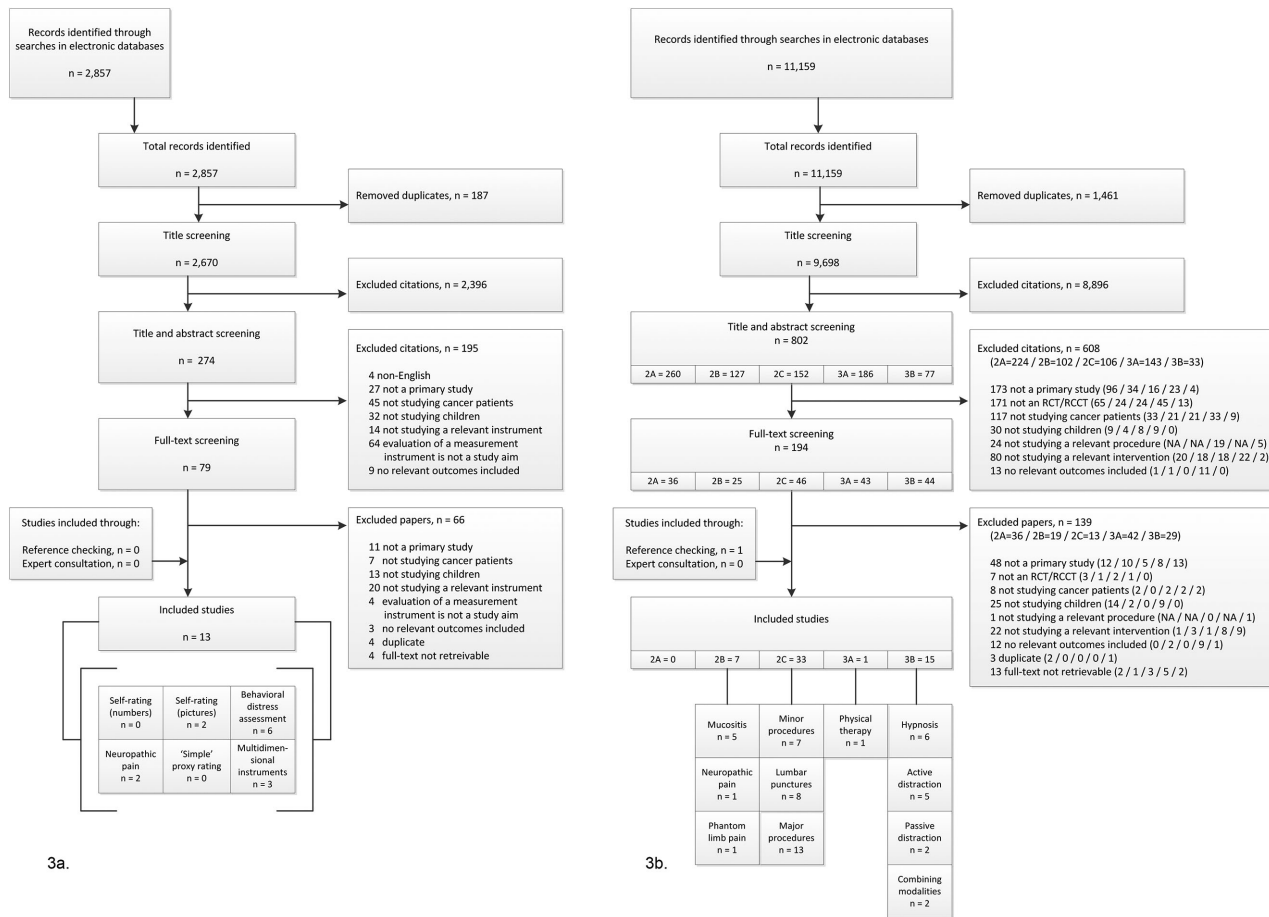 Records identified through
searches in electronic databases
n = 2,857
Total records identified
n = 2,857
Removed duplicates, n = 187
Title screening
n = 2,670
Excluded citations, n = 2,396
Title and abstract screening
n = 274
Excluded citations, n = 195
4 non-English
27 not a primary study
45 not studying cancer patients
32 not studying children
14 not studying a relevant instrument
64 evaluation of a measurement
instrument is not a study aim
9 no relevant outcomes included
Full-text screening
n = 79
Studies included through:
Reference checking, n = 0
Expert consultation, n = 0
Excluded papers, n = 66
11 not a primary study
7 not studying cancer patients
13 not studying children
20 not studying a relevant instrument
4 evaluation of a measurement
instrument is not a study aim
3 no relevant outcomes included
4 duplicate
4 full-text not retreivable
Included studies
n = 13
Self-rating
(numbers)
n = 0
Self-rating
(pictures)
n = 2
Behavioral
distress
assessment
n = 6
Neuropathic
pain
n = 2
'Simple'
proxy rating
n = 0
Multidimen-
sional
instruments
n = 3
3a.
Records identified through searches in electronic databases
n = 11,159
Total records identified
n = 11,159
Removed duplicates, n = 1,461
Title screening
n = 9,698
Excluded citations, n = 8,896
Title and abstract screening
n = 802
2A = 260 2B = 127 2C = 152 3A = 186 3B = 77
Excluded citations, n = 608
(2A=224 / 2B=102 / 2C=106 / 3A=143 / 3B=33)
173 not a primary study (96 / 34 / 16 / 23 / 4)
171 not an RCT/RCCT (65 / 24 / 24 / 45 / 13)
117 not studying cancer patients (33 / 21 / 21 / 33 / 9)
30 not studying children (9 / 4 / 8 / 9 / 0)
24 not studying a relevant procedure (NA / NA / 19 / NA / 5)
80 not studying a relevant intervention (20 / 18 / 18 / 22 / 2)
13 no relevant outcomes included (1 / 1 / 0 / 11 / 0)
Full-text screening
n = 194
2A = 36 2B = 25 2C = 46 3A = 43 3B = 44
Studies included through:
Reference checking, n = 1
Expert consultation, n = 0
Excluded papers, n = 139
(2A=36 / 2B=19 / 2C=13 / 3A=42 / 3B=29)
48 not a primary study (12 / 10 / 5 / 8 / 13)
7 not an RCT/RCCT (3 / 1 / 2 / 1 / 0)
8 not studying cancer patients (2 / 0 / 2 / 2 / 2)
25 not studying children (14 / 2 / 0 / 9 / 0)
1 not studying a relevant procedure (NA / NA / 0 / NA / 1)
22 not studying a relevant intervention (1 / 3 / 1 / 8 / 9)
12 no relevant outcomes included (0 / 2 / 0 / 9 / 1)
3 duplicate (2 / 0 / 0 / 0 / 1)
13 full-text not retrievable (2 / 1 / 3 / 5 / 2)
Included studies
2A = 0 2B = 7 2C = 33 3A = 1 3B = 15
Mucositis
n = 5
Minor
procedures
n = 7
Physical
therapy
n = 1
Hypnosis
n = 6
Neuropathic
pain
n = 1
Lumbar
punctures
n = 8
Active
distraction
n = 5
Phantom
limb pain
n = 1
Major
procedures
n = 13
Passive
distraction
n = 2
Combining
modalities
n = 2
3b.